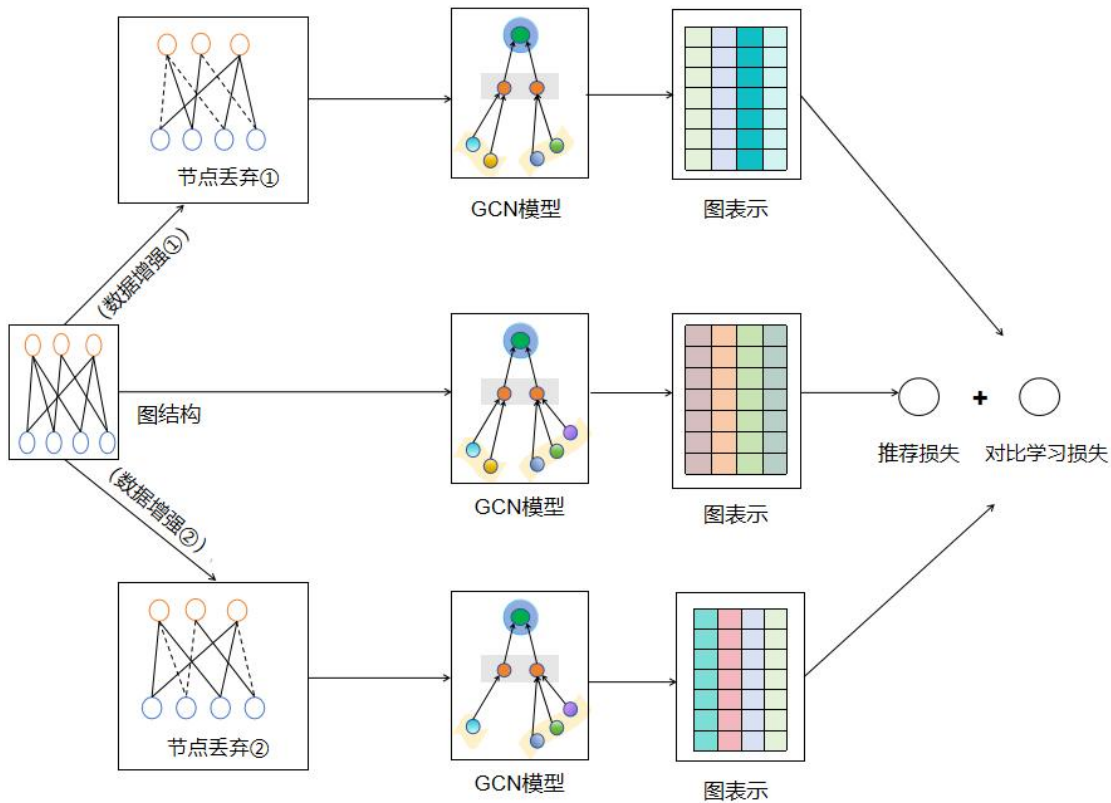 节点丢弃①
GCN模型
图表示
(数据增强①)
图结构
GCN模型
图表示
+
推荐损失
对比学习损失
(数据增强②)
节点丢弃②
GCN模型
图表示